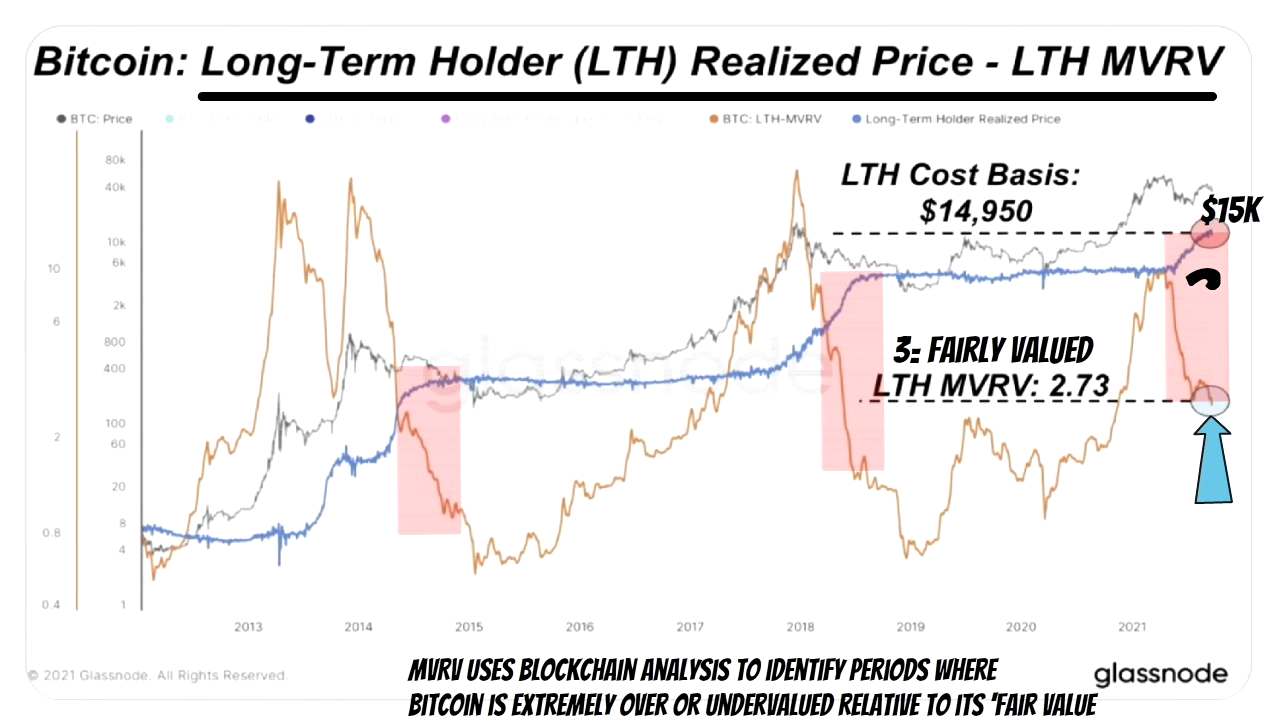 Bitcoin: Long-Term Holder (LTH) Realized Price - LTH MVRV
BTC: Price
BTC: LTH-MVRV
Long-Term Holder Realized Price
80k
40k
10k
6k
2k
800
400
100
60
20
8
4
1
10
6
2
0.8
0.4
LTH Cost Basis:
$14,950
$15K
3= FAIRLY VALUED
LTH MVRV: 2.73
glassnode
2013
2014
2015
2016
2017
2018
2019
2020
2021
© 2021 Glassnode. All Rights Reserved.
MVRV USES BLOCKCHAIN ANALYSIS TO IDENTIFY PERIODS WHERE
BITCOIN IS EXTREMELY OVER OR UNDERVALUED RELATIVE TO ITS "FAIR VALUE
glassnode